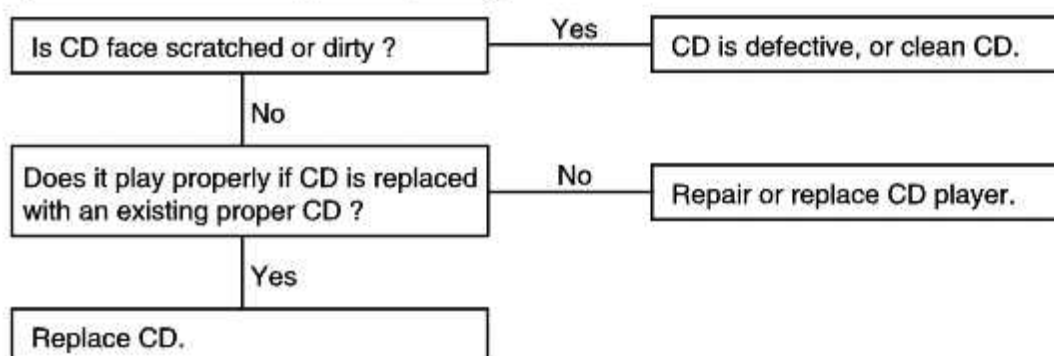 Is CD face scratched or dirty ?
Yes
CD is defective, or clean CD.
No
Does it play properly if CD is replaced
with an existing proper CD ?
No
Repair or replace CD player.
Yes
Replace CD.